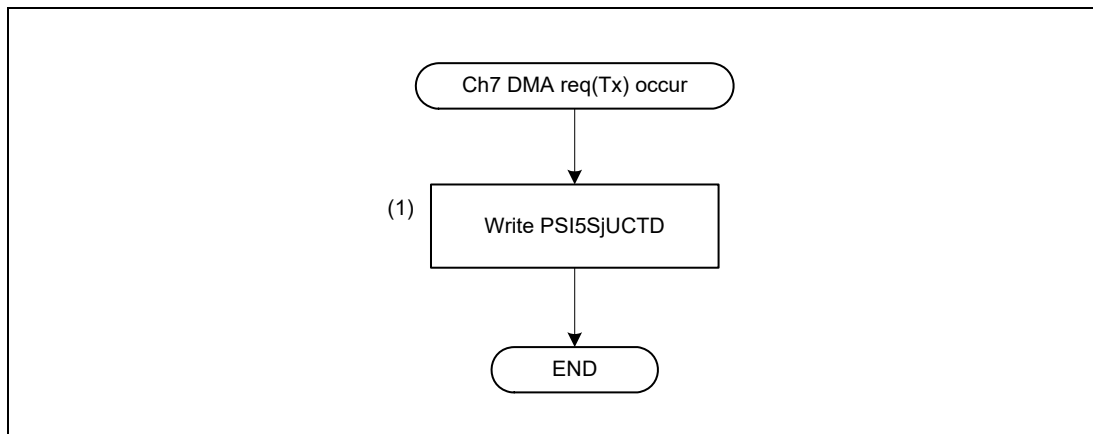 Ch7 DMA req(Tx) occur
(1)
Write PSI5SjUCTD
END